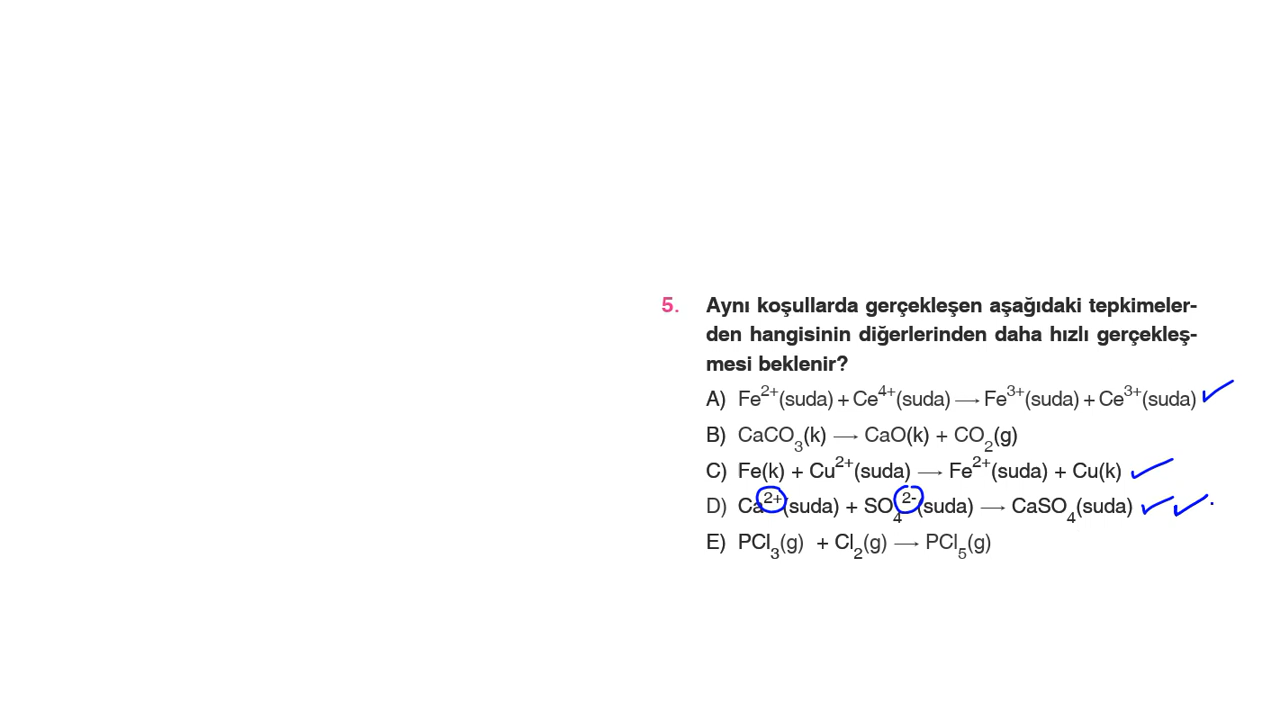 5. Aynı koşullarda gerçekleşen aşağıdaki tepkimeler-
den hangisinin diğerlerinden daha hızlı gerçekleş-
mesi beklenir?
A) Fe²⁺(suda) + Ce⁴⁺(suda) ⟶ Fe³⁺(suda) + Ce³⁺(suda)
B) CaCO₃(k) ⟶ CaO(k) + CO₂(g)
C) Fe(k) + Cu²⁺(suda) ⟶ Fe²⁺(suda) + Cu(k)
D) Ca²⁺(suda) + SO₄²⁻(suda) ⟶ CaSO₄(suda)
E) PCl₃(g) + Cl₂(g) ⟶ PCl₅(g)